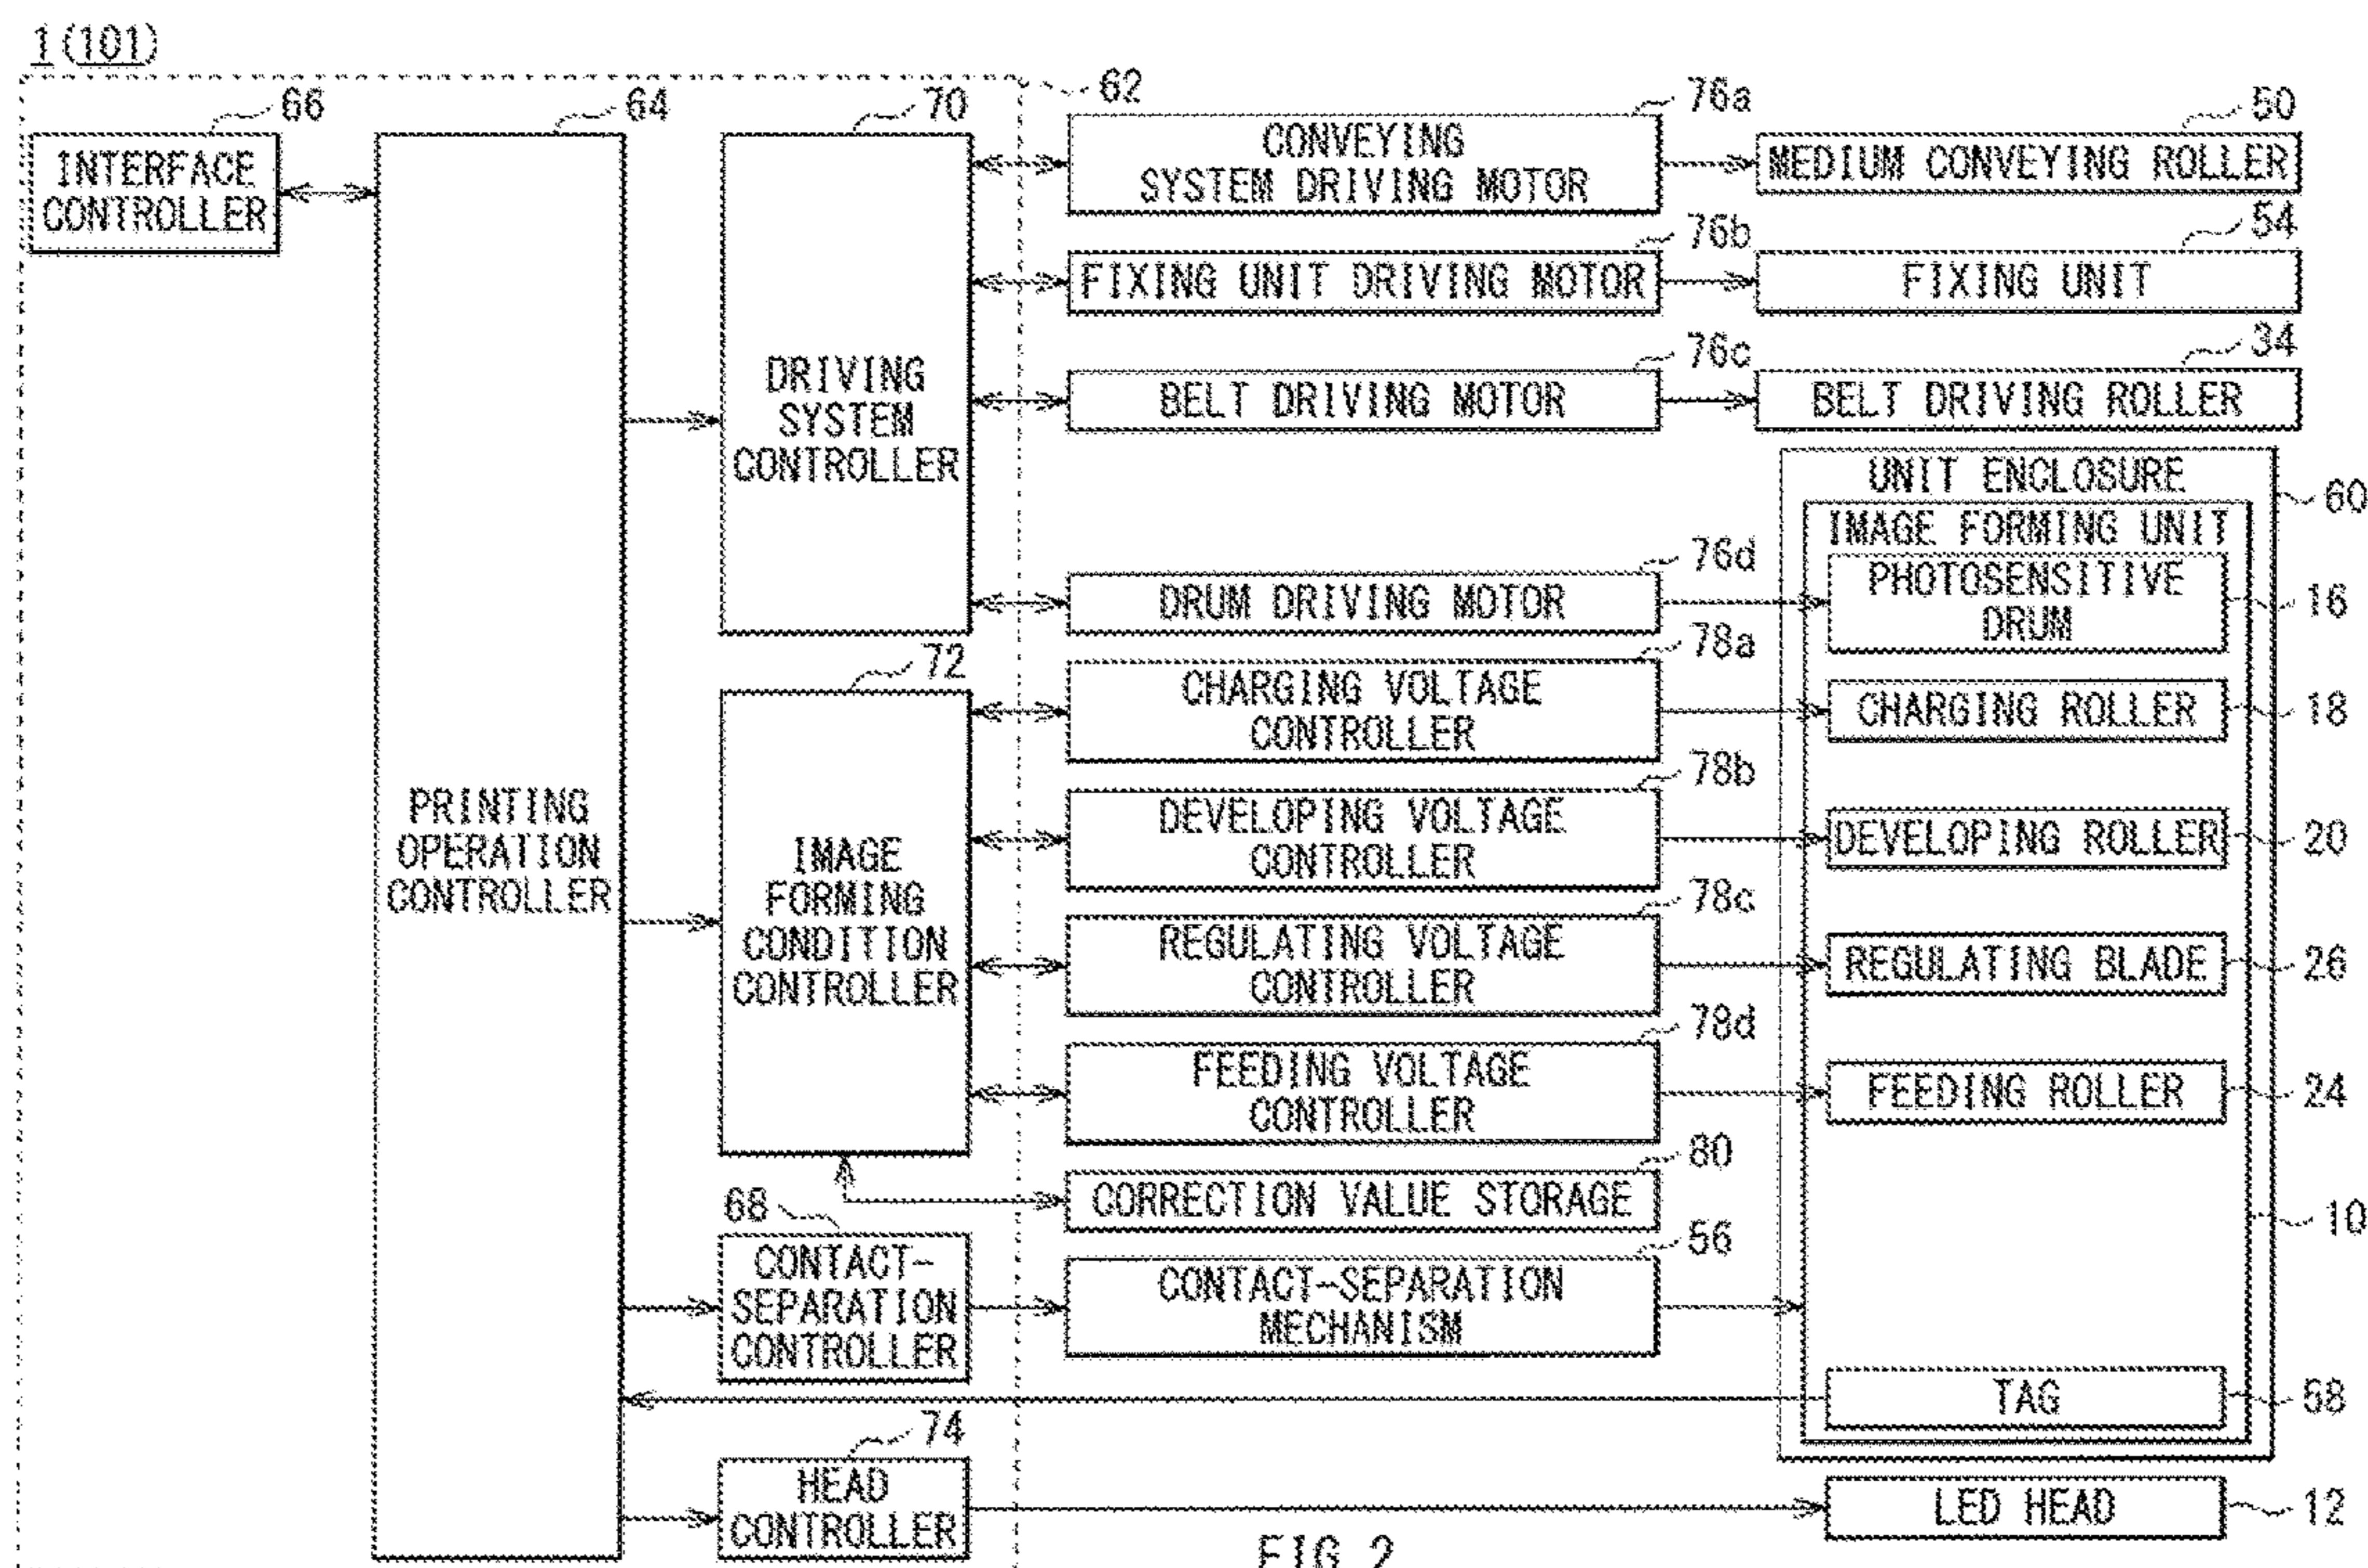 1(101)
66
64
70
62
76a
50
INTERFACE
CONTROLLER
CONVEYING
SYSTEM DRIVING MOTOR
MEDIUM CONVEYING ROLLER
76b
54
FIXING UNIT DRIVING MOTOR
FIXING UNIT
76c
34
DRIVING
SYSTEM
CONTROLLER
BELT DRIVING MOTOR
BELT DRIVING ROLLER
UNIT ENCLOSURE
60
IMAGE FORMING UNIT
76d
DRUM DRIVING MOTOR
PHOTOSENSITIVE
DRUM
16
72
78a
CHARGING VOLTAGE
CONTROLLER
CHARGING ROLLER
18
78b
PRINTING
OPERATION
CONTROLLER
DEVELOPING VOLTAGE
CONTROLLER
DEVELOPING ROLLER
20
IMAGE
FORMING
CONDITION
CONTROLLER
78c
REGULATING VOLTAGE
CONTROLLER
REGULATING BLADE
26
78d
FEEDING VOLTAGE
CONTROLLER
FEEDING ROLLER
24
80
CORRECTION VALUE STORAGE
68
10
56
CONTACT-
SEPARATION
CONTROLLER
CONTACT-SEPARATION
MECHANISM
TAG
58
74
HEAD
CONTROLLER
LED HEAD
12
FIG. 2